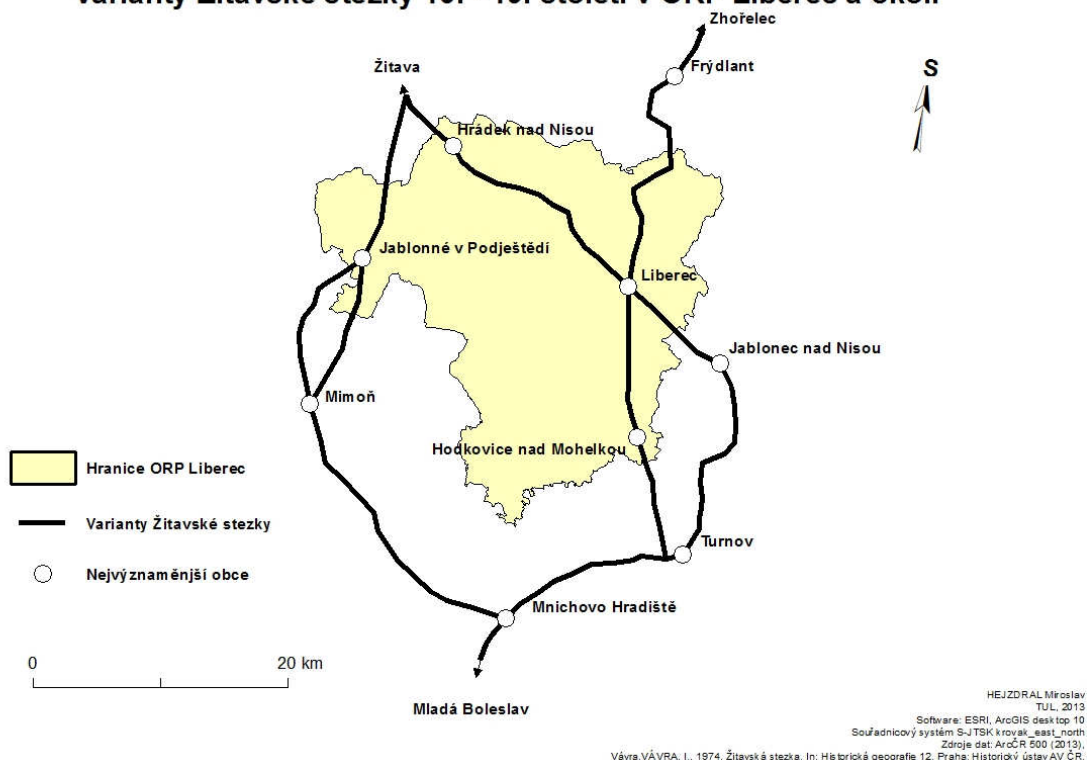 Varianty Žitavské stezky
století v ORP Liberec a okolí
Zhořelec
Frýdlant
Žitava
S
Hrádek nad Nisou
Jablonné v Podještědí
Liberec
Jablonec nad Nisou
Mimoň
Hodkovice nad Mohelkou
Hranice ORP Liberec
Varianty Žitavské stezky
Nejvýznaměnjší obce
Turnov
Mnichovo Hradiště
0 20 km
Mladá Boleslav
HEJZDRAL Miroslav
TUL, 2013
Software: ESRI, ArcGIS desktop 10
Souřadnicový systém S-JTSK krovak_east_north
Zdroje dat: ArcČR 500 (2013),
Vávra,VÁVRA, I., 1974. Žitavská stezka. In: Historická geografie 12. Praha: Historický ústav AV ČR.